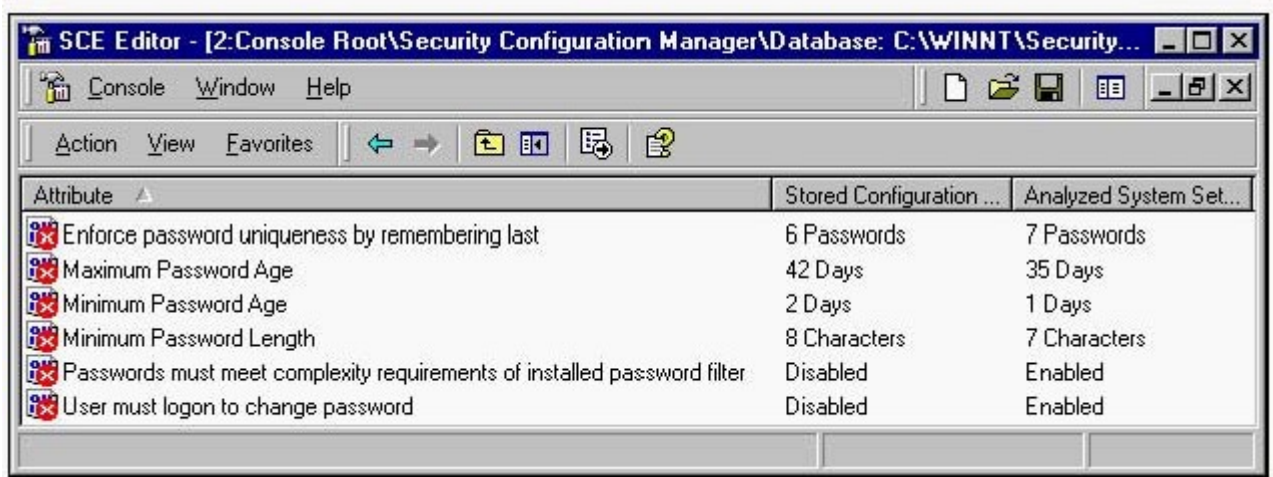 SCE Editor - [2:Console Root\Security Configuration Manager\Database: C:\WINNT\Security...
Console Window Help
Action View Favorites
Attribute Stored Configuration ... Analyzed System Set...
Enforce password uniqueness by remembering last 6 Passwords 7 Passwords
Maximum Password Age 42 Days 35 Days
Minimum Password Age 2 Days 1 Days
Minimum Password Length 8 Characters 7 Characters
Passwords must meet complexity requirements of installed password filter Disabled Enabled
User must logon to change password Disabled Enabled